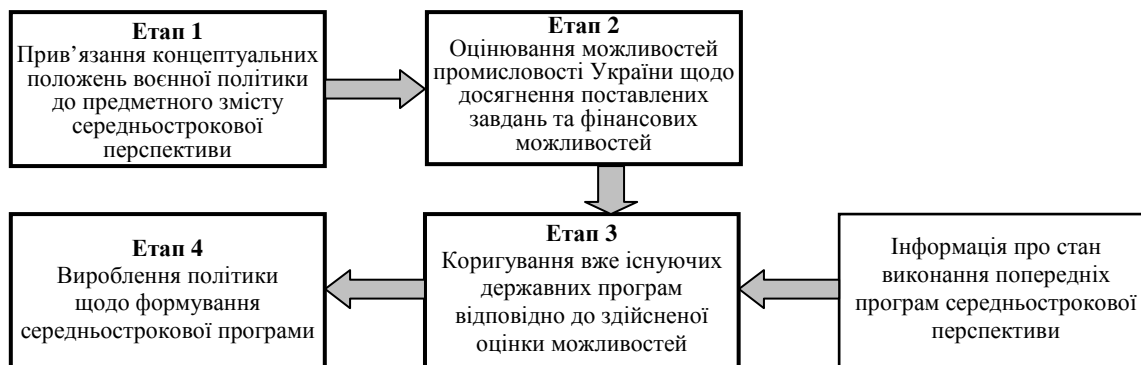 Етап 1
Прив’язання концептуальних
положень воєнної політики
до предметного змісту
середньострокової
перспективи
Етап 2
Оцінювання можливостей
промисловості України щодо
досягнення поставлених
завдань та фінансових
можливостей
Етап 4
Вироблення політики
щодо формування
середньострокової програми
Етап 3
Коригування вже існуючих
державних програм
відповідно до здійсненої
оцінки можливостей
Інформація про стан
виконання попередніх
програм середньострокової
перспективи